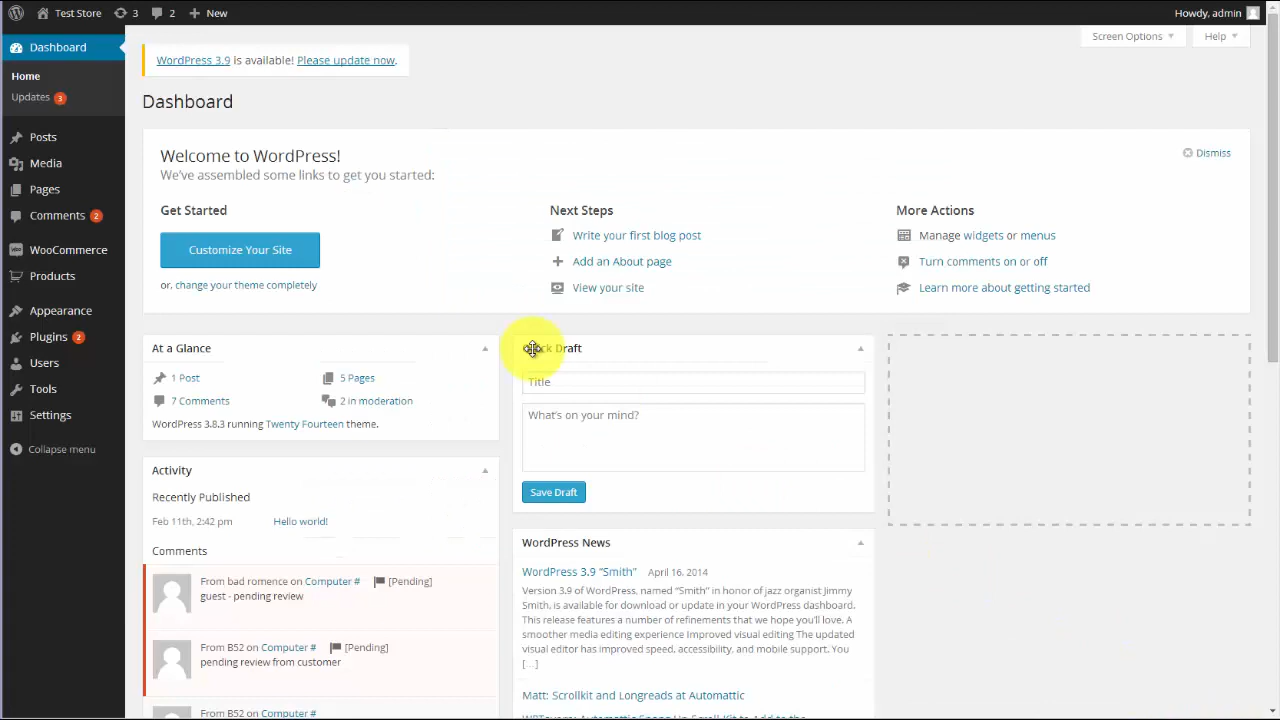 Test Store 3 2 New Howdy, admin
Dashboard
Home
Updates 3
Posts
Media
Pages
Comments 2
WooCommerce
Products
Appearance
Plugins 2
Users
Tools
Settings
Collapse menu
Screen Options Help
WordPress 3.9 is available! Please update now.
Dashboard
Welcome to WordPress!
We've assembled some links to get you started:
Dismiss
Get Started
Customize Your Site
or, change your theme completely
Next Steps
Write your first blog post
Add an About page
View your site
More Actions
Manage widgets or menus
Turn comments on or off
Learn more about getting started
At a Glance
1 Post 5 Pages
7 Comments 2 in moderation
WordPress 3.8.3 running Twenty Fourteen theme.
Activity
Recently Published
Feb 11th, 2:42 pm Hello world!
Comments
From bad romence on Computer # [Pending]
guest - pending review
From B52 on Computer # [Pending]
pending review from customer
From B52 on Computer #
Quick Draft
Title
What's on your mind?
Save Draft
WordPress News
WordPress 3.9 “Smith” April 16, 2014
Version 3.9 of WordPress, named “Smith” in honor of jazz organist Jimmy
Smith, is available for download or update in your WordPress dashboard.
This release features a number of refinements that we hope you'll love. A
smoother media editing experience Improved visual editing The updated
visual editor has improved speed, accessibility, and mobile support. You
[…]
Matt: Scrollkit and Longreads at Automattic